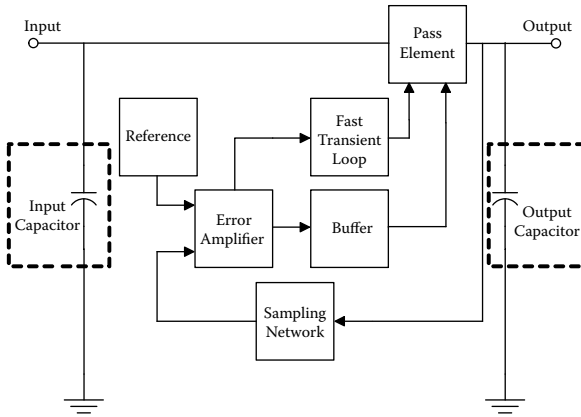 Input
Pass
Element
Output
Reference
Fast
Transient
Loop
Input
Capacitor
Error
Amplifier
Buffer
Output
Capacitor
Sampling
Network